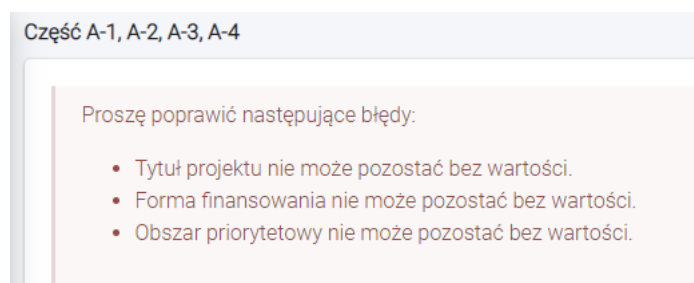 Część A-1, A-2, A-3, A-4
Proszę poprawić następujące błędy:
• Tytuł projektu nie może pozostać bez wartości.
• Forma finansowania nie może pozostać bez wartości.
• Obszar priorytetowy nie może pozostać bez wartości.